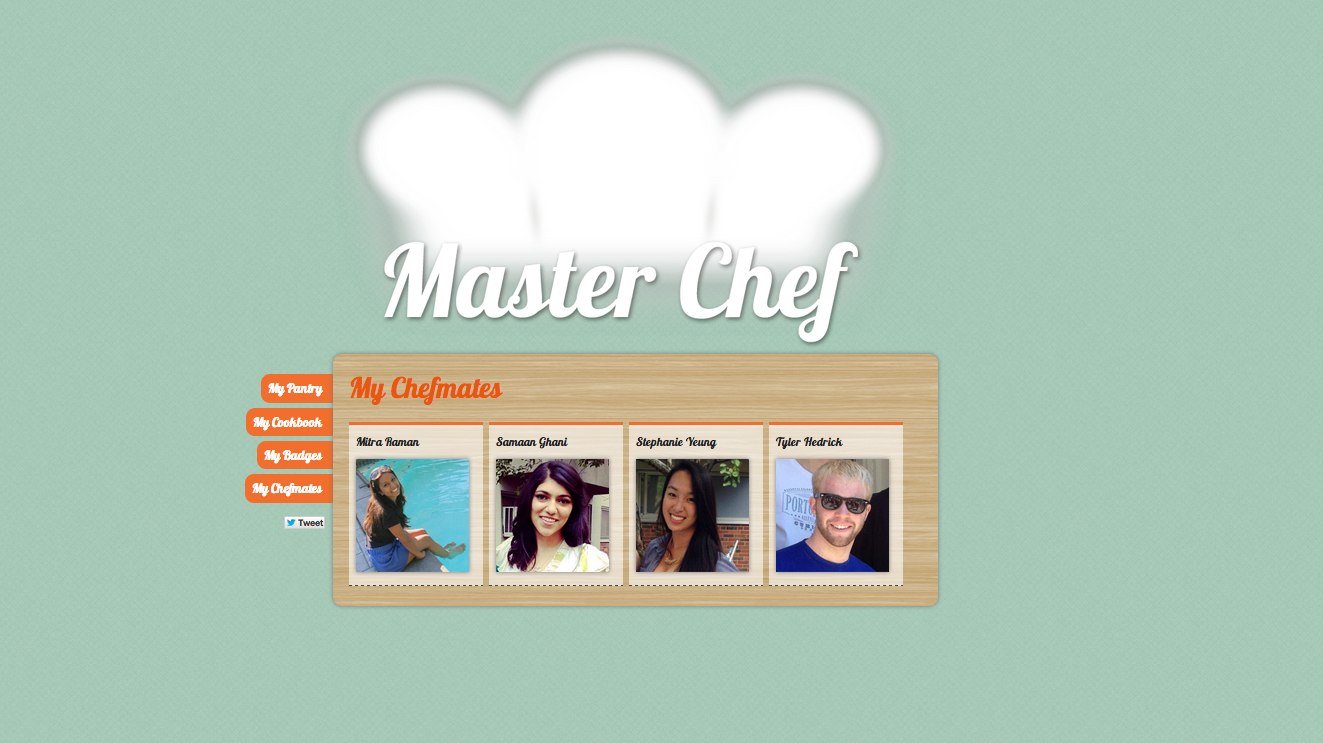 Master Chef
My Pantry
My Cookbook
My Badges
My Chefmates
Tweet
My Chefmates
Mitra Raman
Samaan Ghani
Stephanie Yeung
Tyler Hedrick
PORT